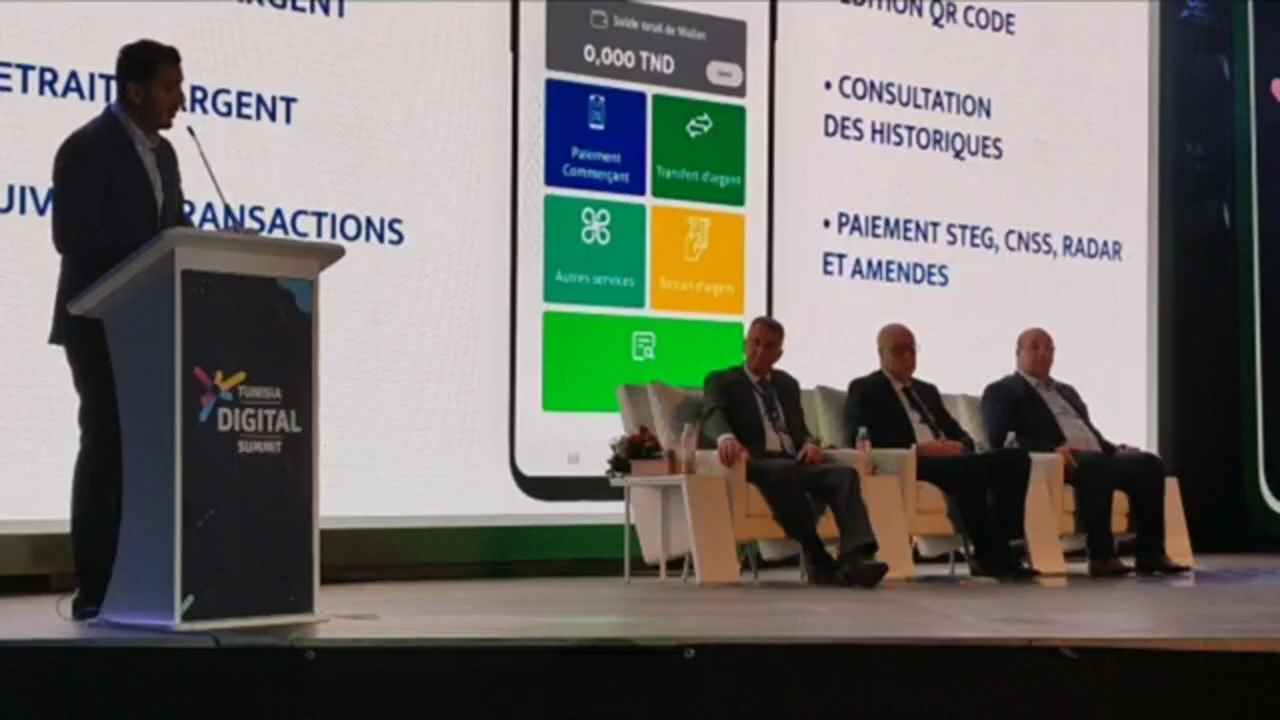 ARGENT
ETRAIT ARGENT
UIV RANSACTIONS
TUNISIA
DIGITAL
SUMMIT
Solde total de Wallet
0,000 TND
Paiement
Commerçant
Transfert d'argent
Autres services
Retrait d'argent
EDITION QR CODE
• CONSULTATION
DES HISTORIQUES
• PAIEMENT STEG, CNSS, RADAR
ET AMENDES